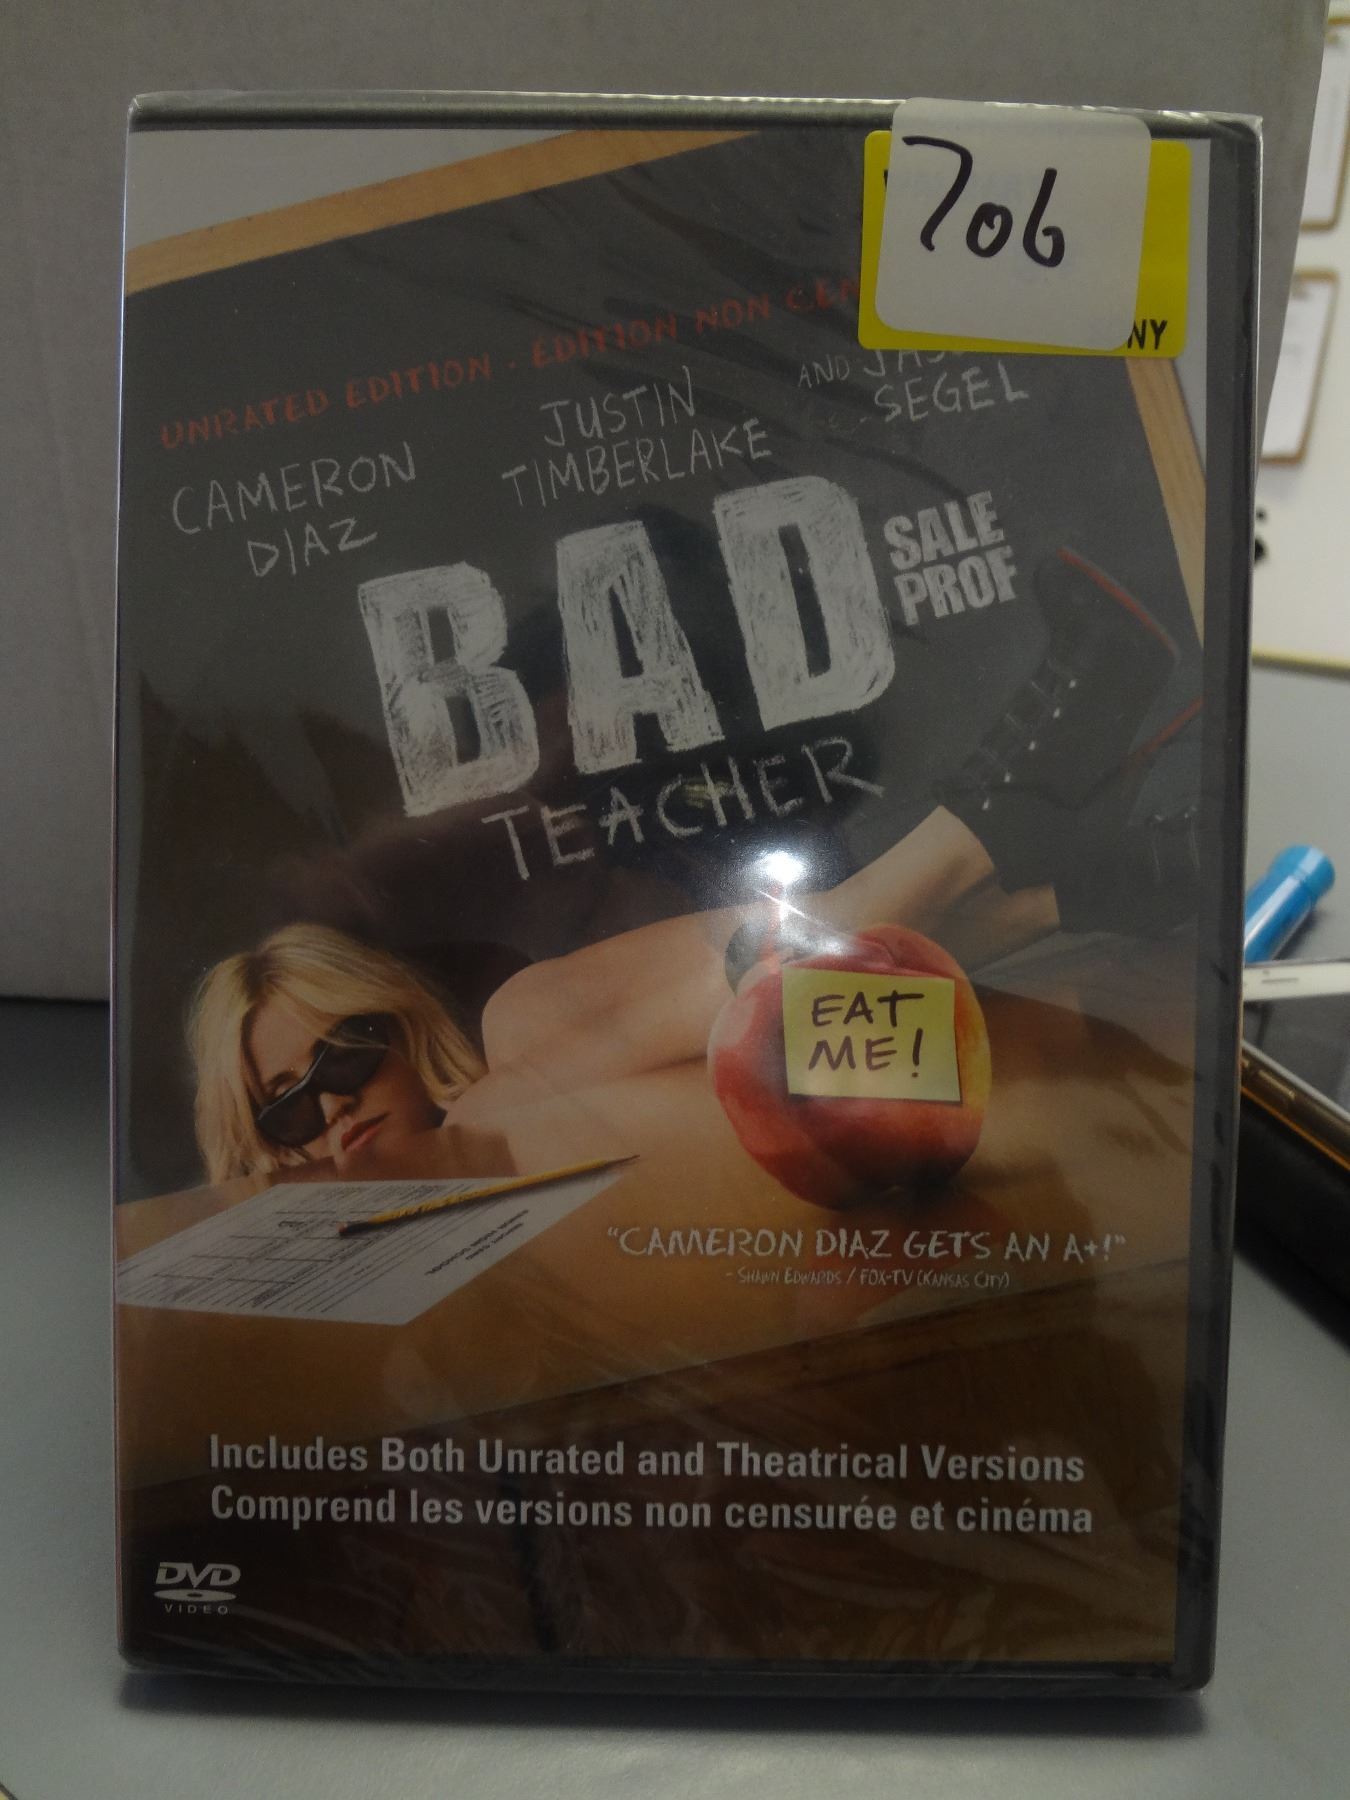 706
NY
UNRATED EDITION · EDITION NON CEN
CAMERON
DIAZ
JUSTIN
TIMBERLAKE
AND JAS
SEGEL
BAD
SALE
PROF
TEACHER
EAT
ME!
"CAMERON DIAZ GETS AN A+!"
- SHAWN EDWARDS / FOX-TV (KANSAS CITY)
Includes Both Unrated and Theatrical Versions
Comprend les versions non censurée et cinéma
DVD
VIDEO